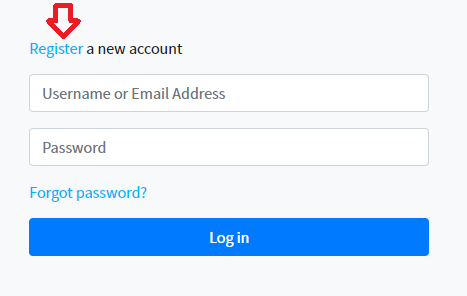 Register a new account
Username or Email Address
Password
Forgot password?
Log in